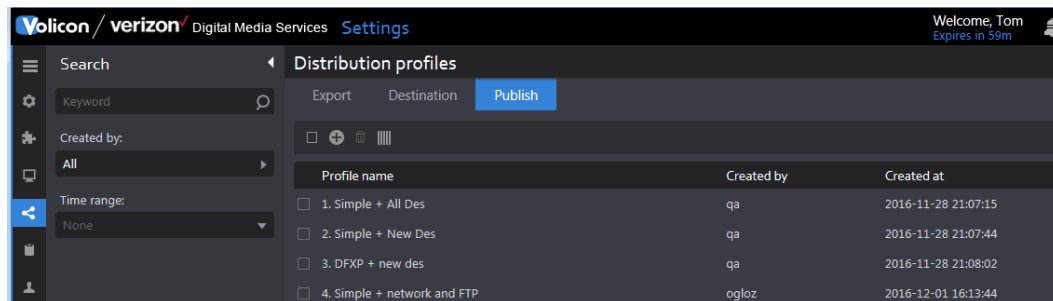 Volicon / verizon✓ Digital Media Services Settings Welcome, Tom
Expires in 59m
Search Distribution profiles
Export Destination Publish
Keyword
Created by:
All
Profile name Created by Created at
Time range:
1. Simple + All Des qa 2016-11-28 21:07:15
None
2. Simple + New Des qa 2016-11-28 21:07:44
3. DFXP + new des qa 2016-11-28 21:08:02
4. Simple + network and FTP ogloz 2016-12-01 16:13:44